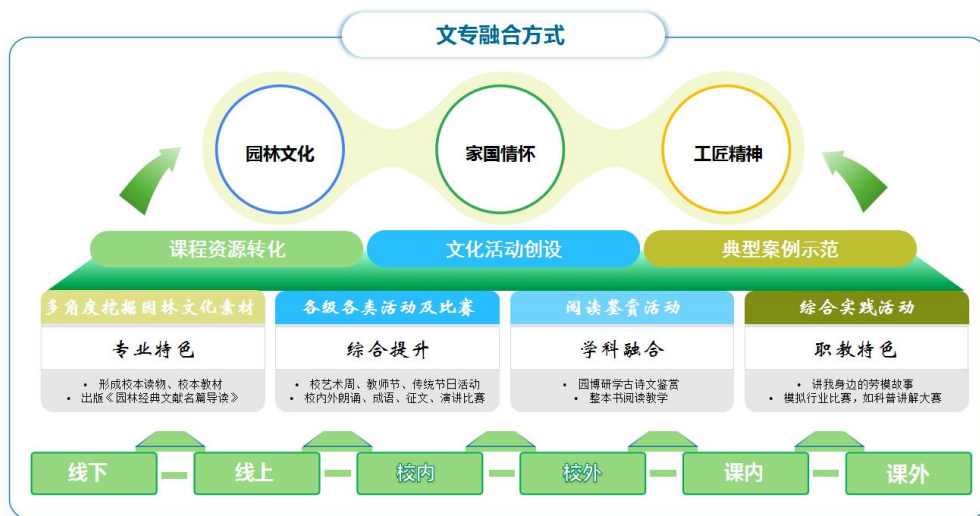 文专融合方式
园林文化
家国情怀
工匠精神
课程资源转化
文化活动创设
典型案例示范
多角度挖掘园林文化素材
专业特色
• 形成校本读物、校本教材
• 出版《园林经典文献名篇导读》
各级各类活动及比赛
综合提升
• 校艺术周、教师节、传统节日活动
• 校内外朗诵、成语、征文、演讲比赛
阅读鉴赏活动
学科融合
• 园博研学古诗文鉴赏
• 整本书阅读教学
综合实践活动
职教特色
• 讲我身边的劳模故事
• 模拟行业比赛，如科普讲解大赛
线下
线上
校内
校外
课内
课外